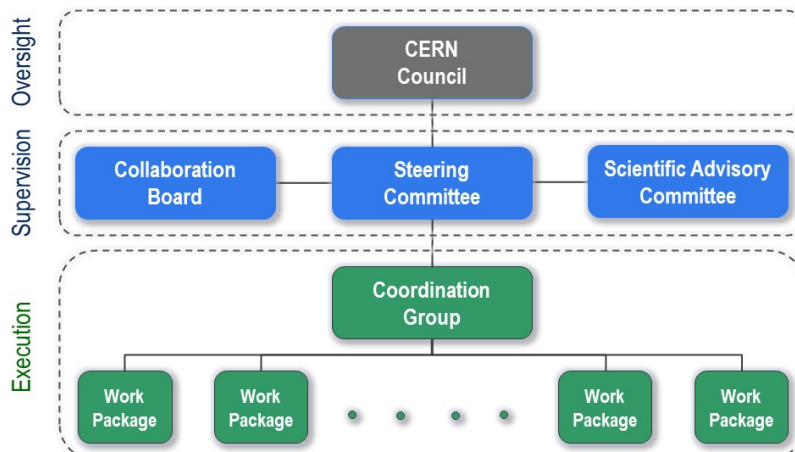 Oversight
CERN
Council
Supervision
Collaboration
Board
Steering
Committee
Scientific Advisory
Committee
Execution
Coordination
Group
Work
Package
Work
Package
Work
Package
Work
Package